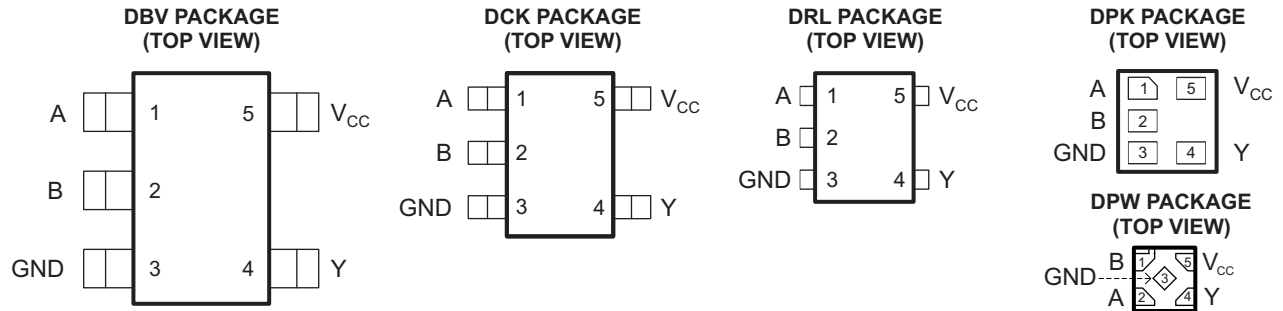 DBV PACKAGE
(TOP VIEW)
A 1 5 VCC
B 2
GND 3 4 Y
DCK PACKAGE
(TOP VIEW)
A 1 5 VCC
B 2
GND 3 4 Y
DRL PACKAGE
(TOP VIEW)
A 1 5 VCC
B 2
GND 3 4 Y
DPK PACKAGE
(TOP VIEW)
A 1 5 VCC
B 2
GND 3 4 Y
DPW PACKAGE
(TOP VIEW)
B 1 5 VCC
GND 3
A 2 4 Y